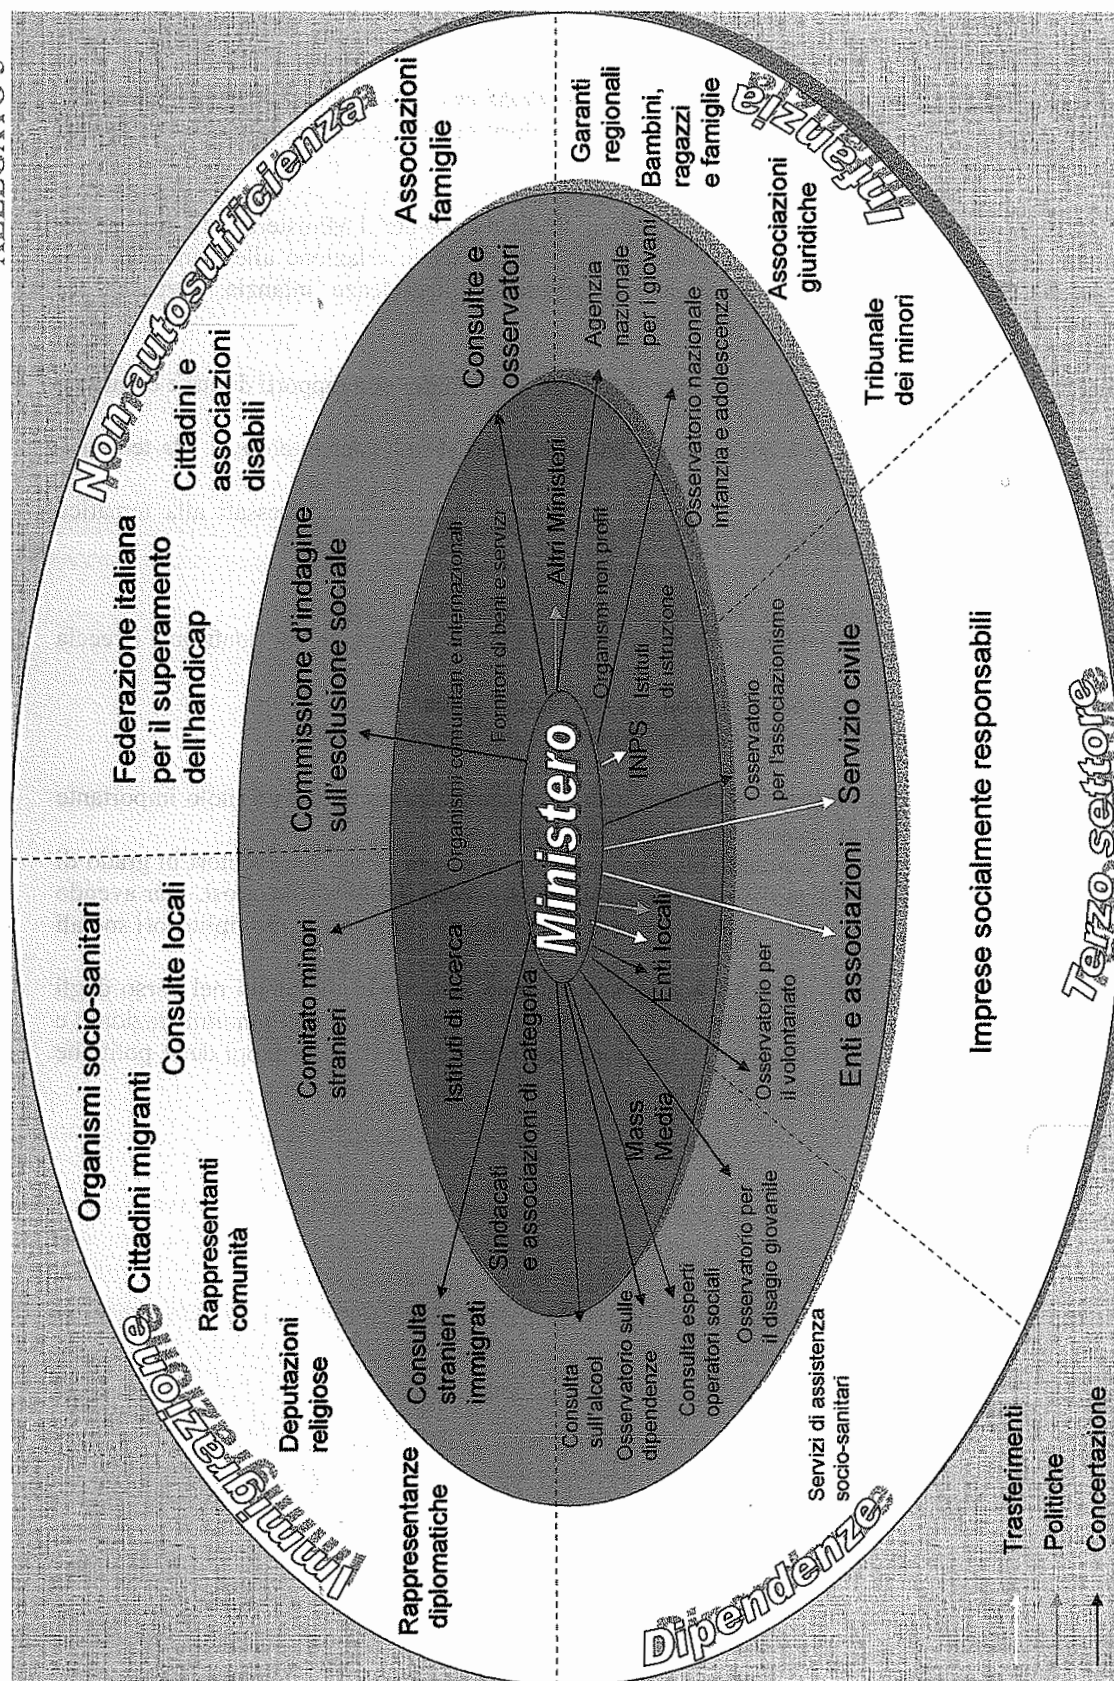 Immigrazione
Organismi socio-sanitari
Cittadini migranti
Consulte locali
Rappresentanti
comunità
Deputazioni
religiose
Rappresentanze
diplomatiche
Non autosufficienza
Federazione italiana
per il superamento
dell'handicap
Cittadini e
associazioni
disabili
Associazioni
famiglie
Comitato minori
stranieri
Consulta
stranieri
immigrati
Commissione d'indagine
sull'esclusione sociale
Consulte e
osservatori
Istituti di ricerca
Organismi comunitari e internazionali
Sindacati
e associazioni di categoria
Fornitori di beni e servizi
Altri Ministeri
Ministero
Organismi non profit
Istituti
di istruzione
INPS
Enti locali
Mass
Media
Consulta
sull'alcool
Osservatorio sulle
dipendenze
Consulta esperti
operatori sociali
Osservatorio per
il disagio giovanile
Osservatorio per
il volontariato
Osservatorio
per l'associazionismo
Enti e associazioni
Servizio civile
Agenzia
nazionale
per i giovani
Osservatorio nazionale
Infanzia e adolescenza
Garanti
regionali
Bambini,
ragazzi
e famiglie
Infanzia
Associazioni
giuridiche
Tribunale
dei minori
Dipendenze
Servizi di assistenza
socio-sanitari
Imprese socialmente responsabili
Terzo settore
Trasferimenti
Politiche
Concertazione